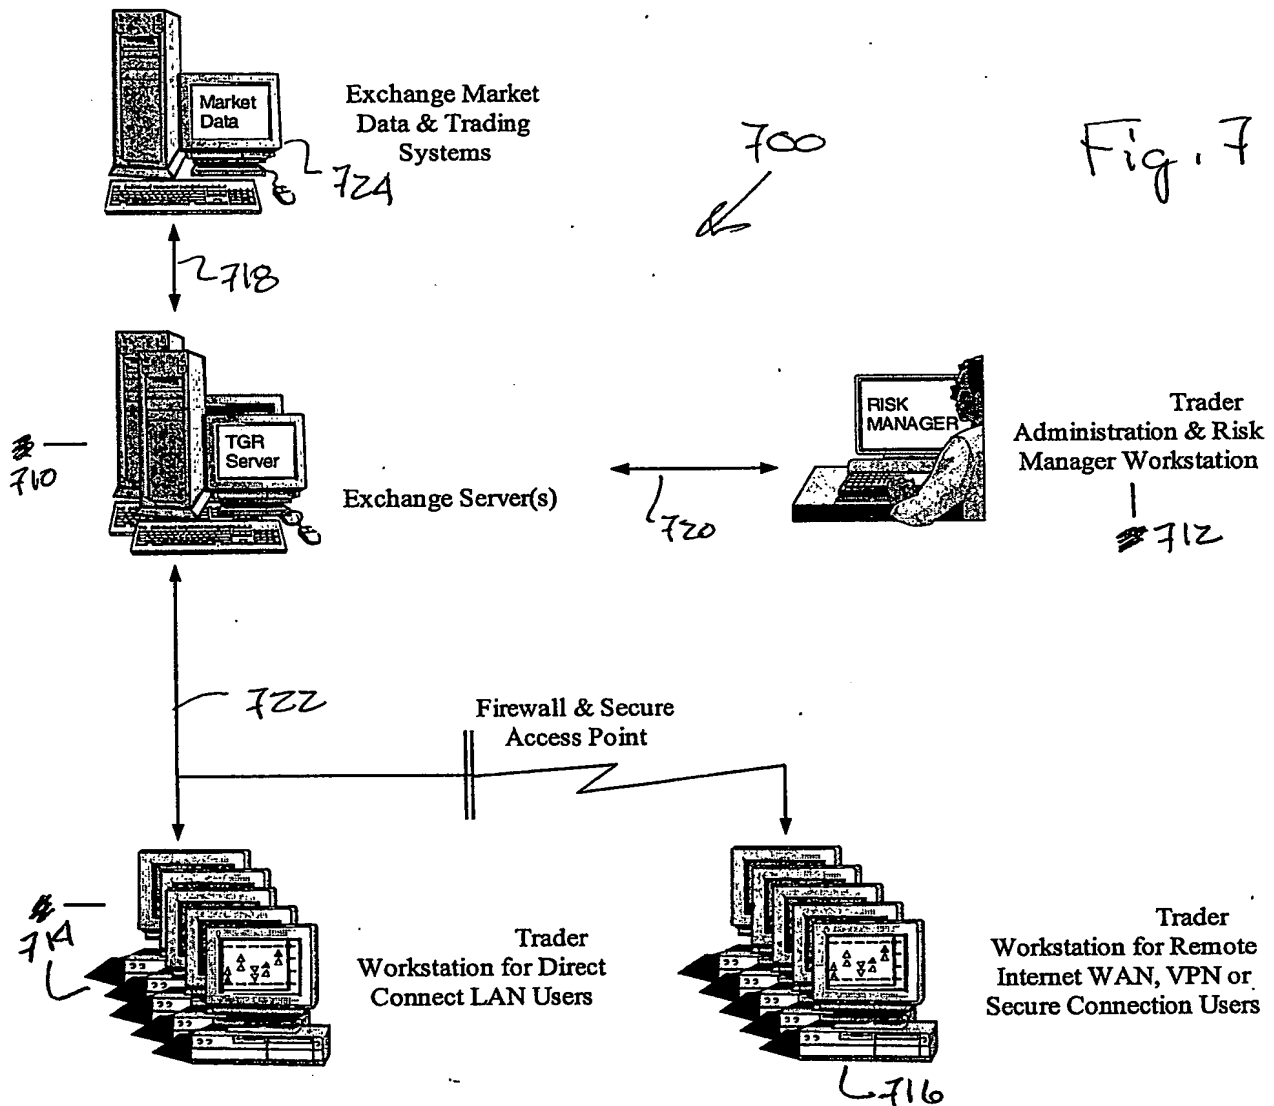 Market
Data
Exchange Market
Data & Trading
Systems
724
700
Fig. 7
718
TGR
Server
710
Exchange Server(s)
720
RISK
MANAGER
Trader
Administration & Risk
Manager Workstation
712
722
Firewall & Secure
Access Point
714
Trader
Workstation for Direct
Connect LAN Users
Trader
Workstation for Remote
Internet WAN, VPN or
Secure Connection Users
716